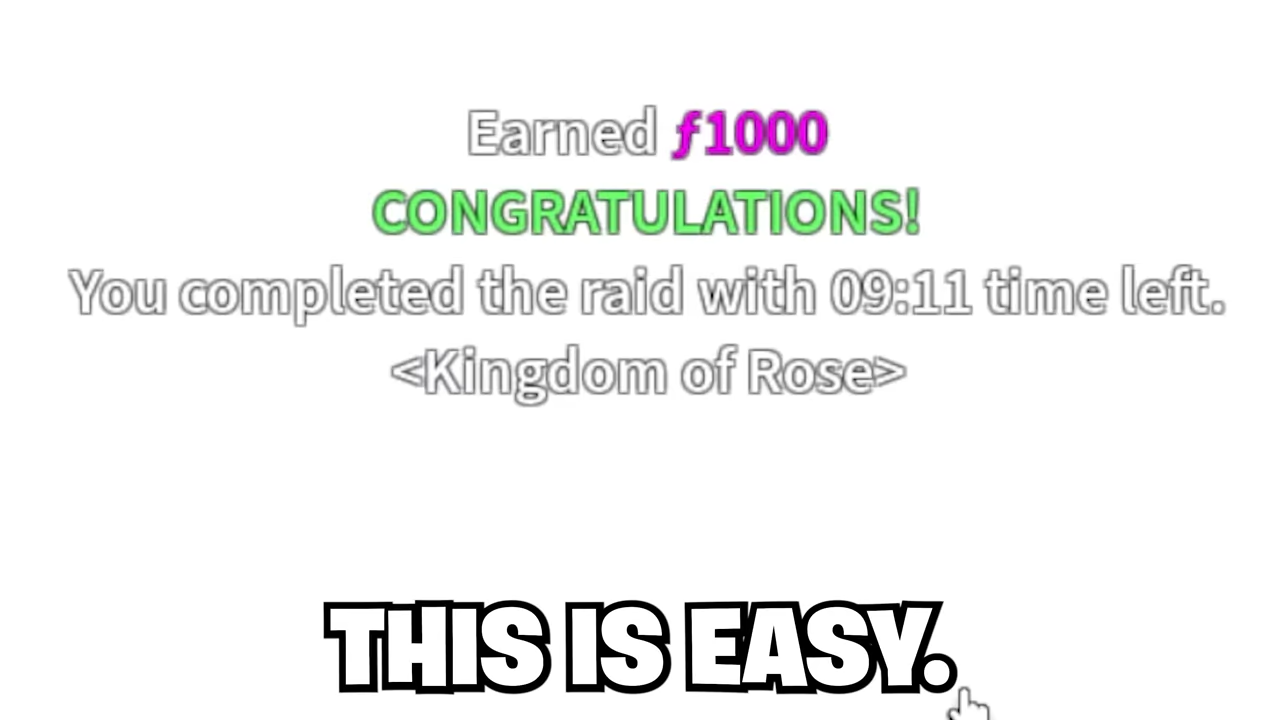 Earned ƒ1000
CONGRATULATIONS!
You completed the raid with 09:11 time left.
<Kingdom of Rose>
THIS IS EASY.